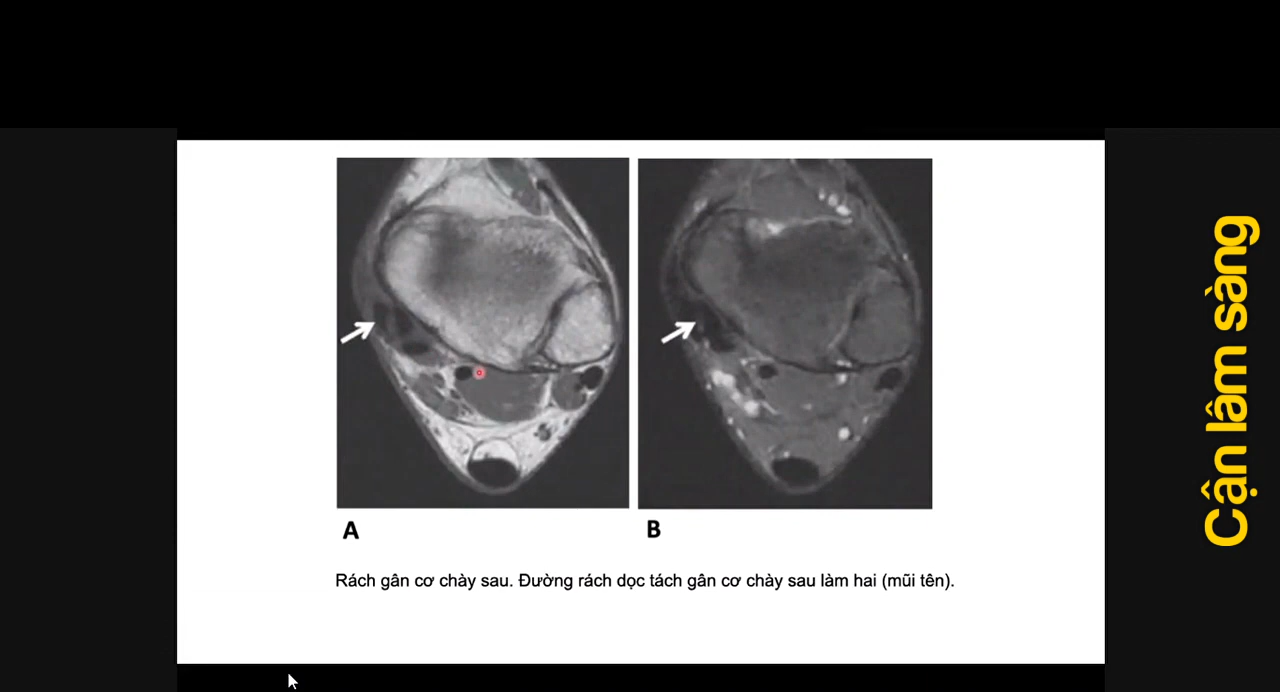 A
B
Rách gân cơ chày sau. Đường rách dọc tách gân cơ chày sau làm hai (mũi tên).
Cận lâm sàng